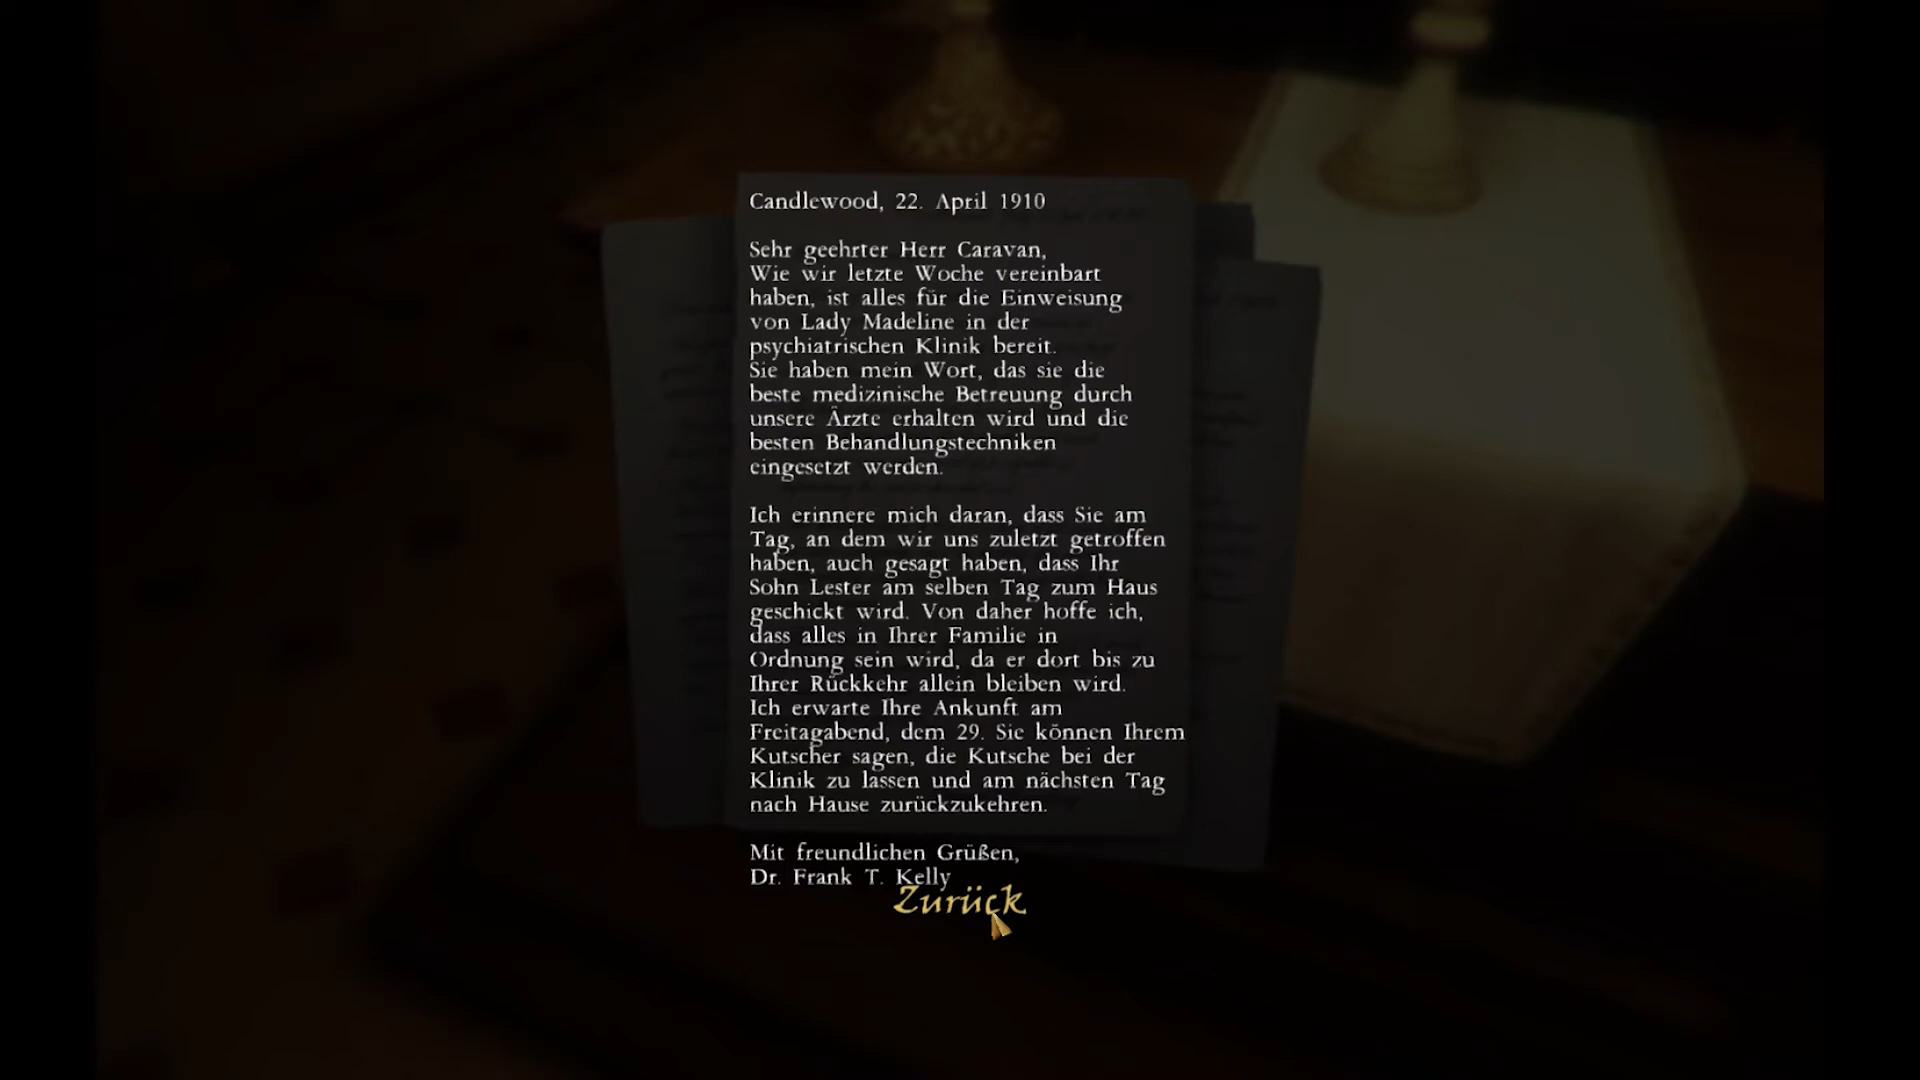 Candlewood, 22. April 1910
Sehr geehrter Herr Caravan,
Wie wir letzte Woche vereinbart
haben, ist alles für die Einweisung
von Lady Madeline in der
psychiatrischen Klinik bereit.
Sie haben mein Wort, das sie die
beste medizinische Betreuung durch
unsere Ärzte erhalten wird und die
besten Behandlungstechniken
eingesetzt werden.
Ich erinnere mich daran, dass Sie am
Tag, an dem wir uns zuletzt getroffen
haben, auch gesagt haben, dass Ihr
Sohn Lester am selben Tag zum Haus
geschickt wird. Von daher hoffe ich,
dass alles in Ihrer Familie in
Ordnung sein wird, da er dort bis zu
Ihrer Rückkehr allein bleiben wird.
Ich erwarte Ihre Ankunft am
Freitagabend, dem 29. Sie können Ihrem
Kutscher sagen, die Kutsche bei der
Klinik zu lassen und am nächsten Tag
nach Hause zurückzukehren.
Mit freundlichen Grüßen,
Dr. Frank T. Kelly
Zurück